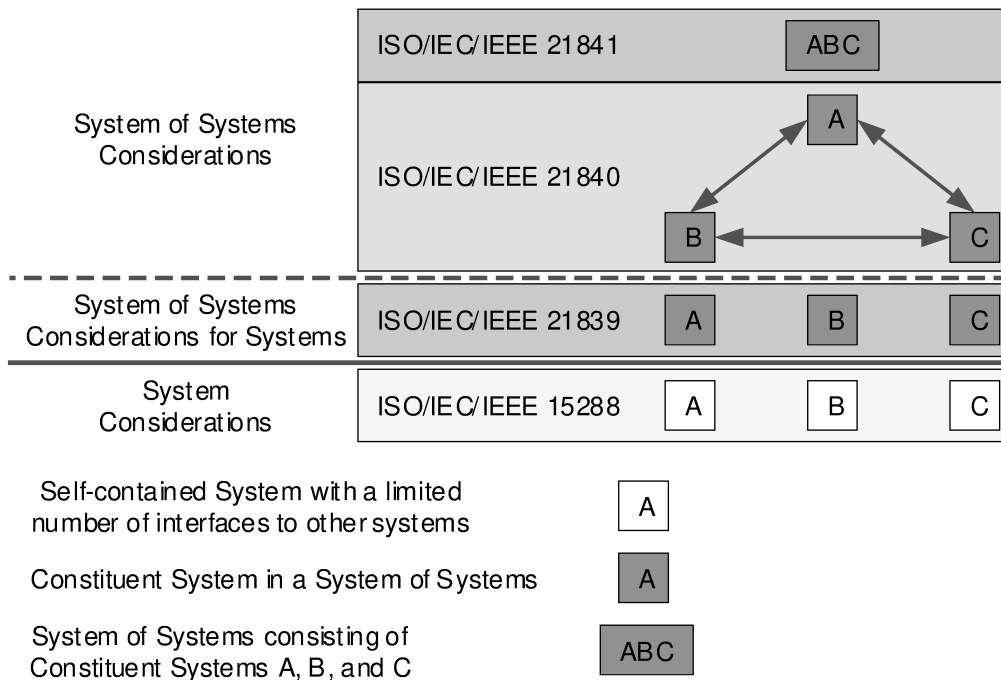 ISO/IEC/IEEE 21841
ABC
System of Systems
Considerations
A
ISO/IEC/IEEE 21840
B
C
System of Systems
Considerations for Systems
ISO/IEC/IEEE 21839
A
B
C
System
Considerations
ISO/IEC/IEEE 15288
A
B
C
Self-contained System with a limited
number of interfaces to other systems
A
Constituent System in a System of Systems
A
System of Systems consisting of
Constituent Systems A, B, and C
ABC